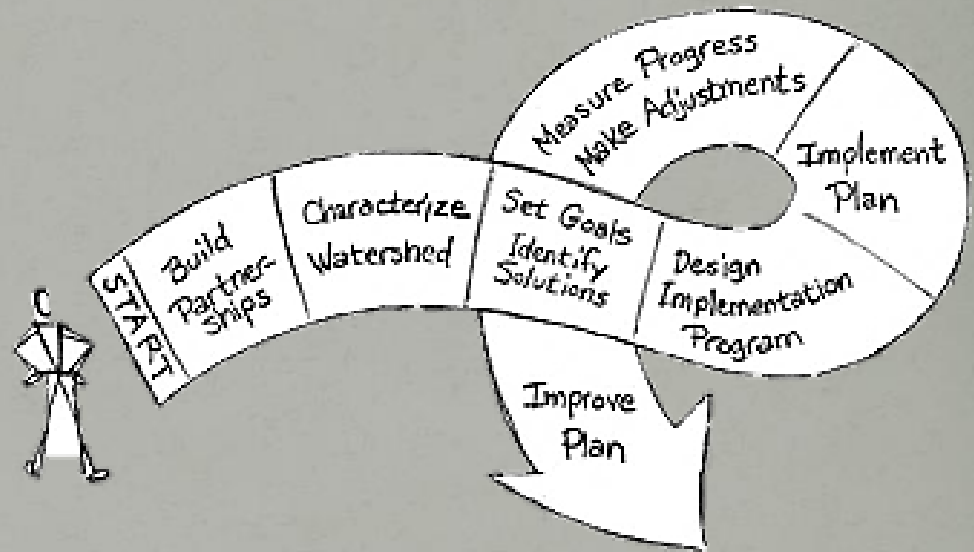 START
Build
Partner-
ships
Characterize
Watershed
Set Goals
Identify
Solutions
Design
Implementation
Program
Implement
Plan
Measure Progress
Make Adjustments
Improve
Plan